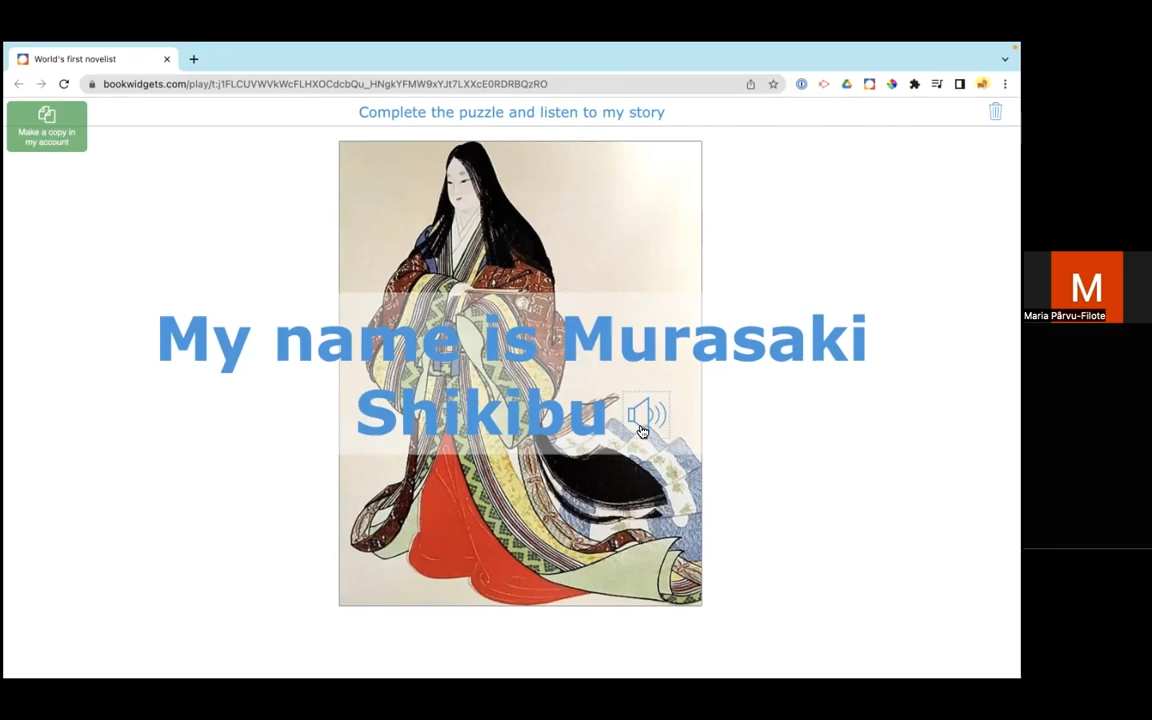 World's first novelist
bookwidgets.com/play/t:j1FLCUVWVkWcFLHXOCdcbQu_HNgkYFMW9xYJt7LXXcE0RDRBQzRO
Make a copy in
my account
Complete the puzzle and listen to my story
My name is Murasaki
Shikibu
M
Maria Pârvu-Filote